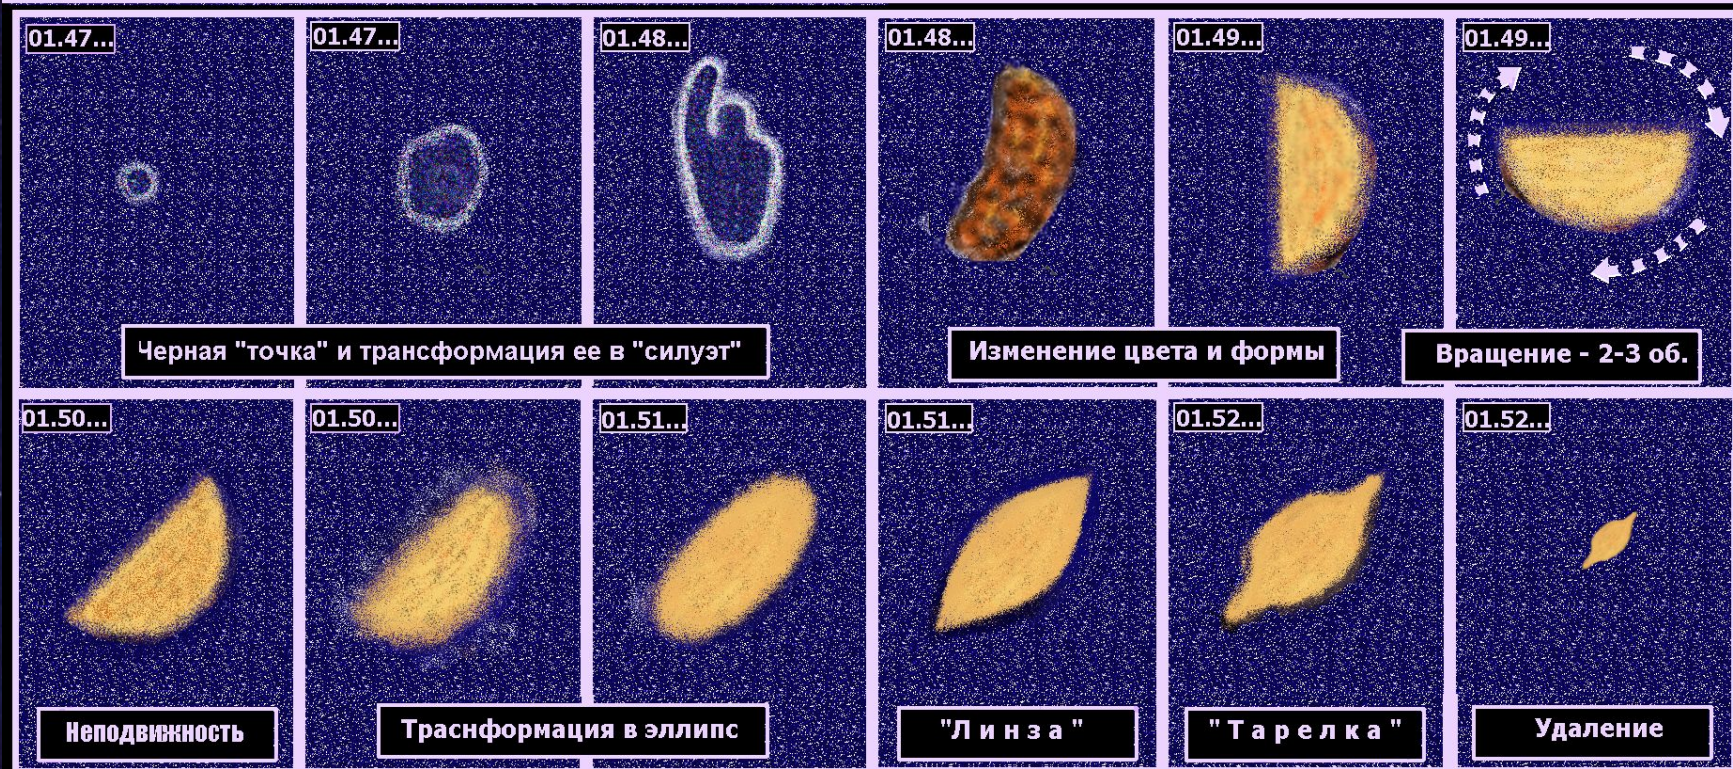 01.47...
01.47...
01.48...
01.48...
01.49...
01.49...
Черная "точка" и трансформация ее в "силуэт"
Изменение цвета и формы
Вращение - 2-3 об.
01.50...
01.50...
01.51...
01.51...
01.52...
01.52...
Неподвижность
Траснформация в эллипс
"Л и н з а "
" Т а р е л к а "
Удаление